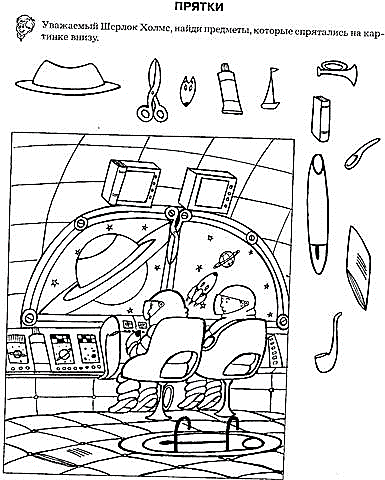 ПРЯТКИ
Уважаемый Шерлок Холмс, найди предметы, которые спрятались на кар-
тинке внизу.